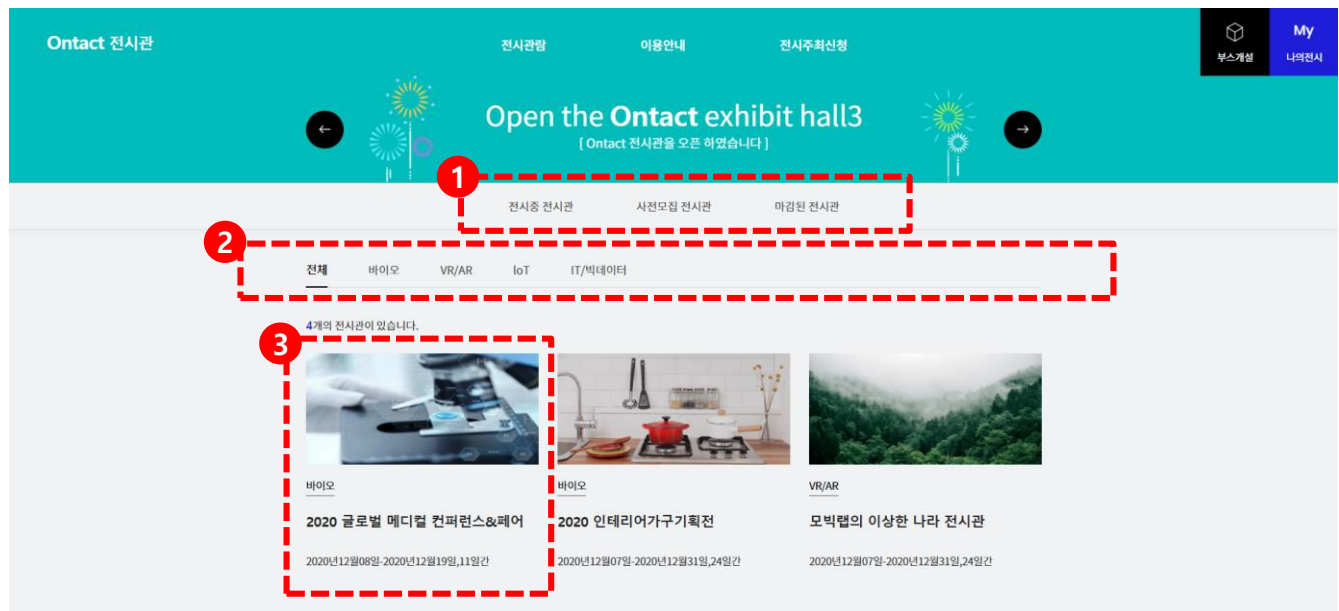 Ontact 전시관
전시관람 이용안내 전시주최신청
부스개설
My
나의전시
Open the Ontact exhibit hall3
[ Ontact 전시관을 오픈 하였습니다 ]
1
전시중 전시관 사전모집 전시관 마감된 전시관
2
전체 바이오 VR/AR IoT IT/빅데이터
4개의 전시관이 있습니다.
3
바이오
2020 글로벌 메디컬 컨퍼런스&페어
2020년12월08일-2020년12월19일,11일간
바이오
2020 인테리어가구기획전
2020년12월07일-2020년12월31일,24일간
VR/AR
모빅랩의 이상한 나라 전시관
2020년12월07일-2020년12월31일,24일간